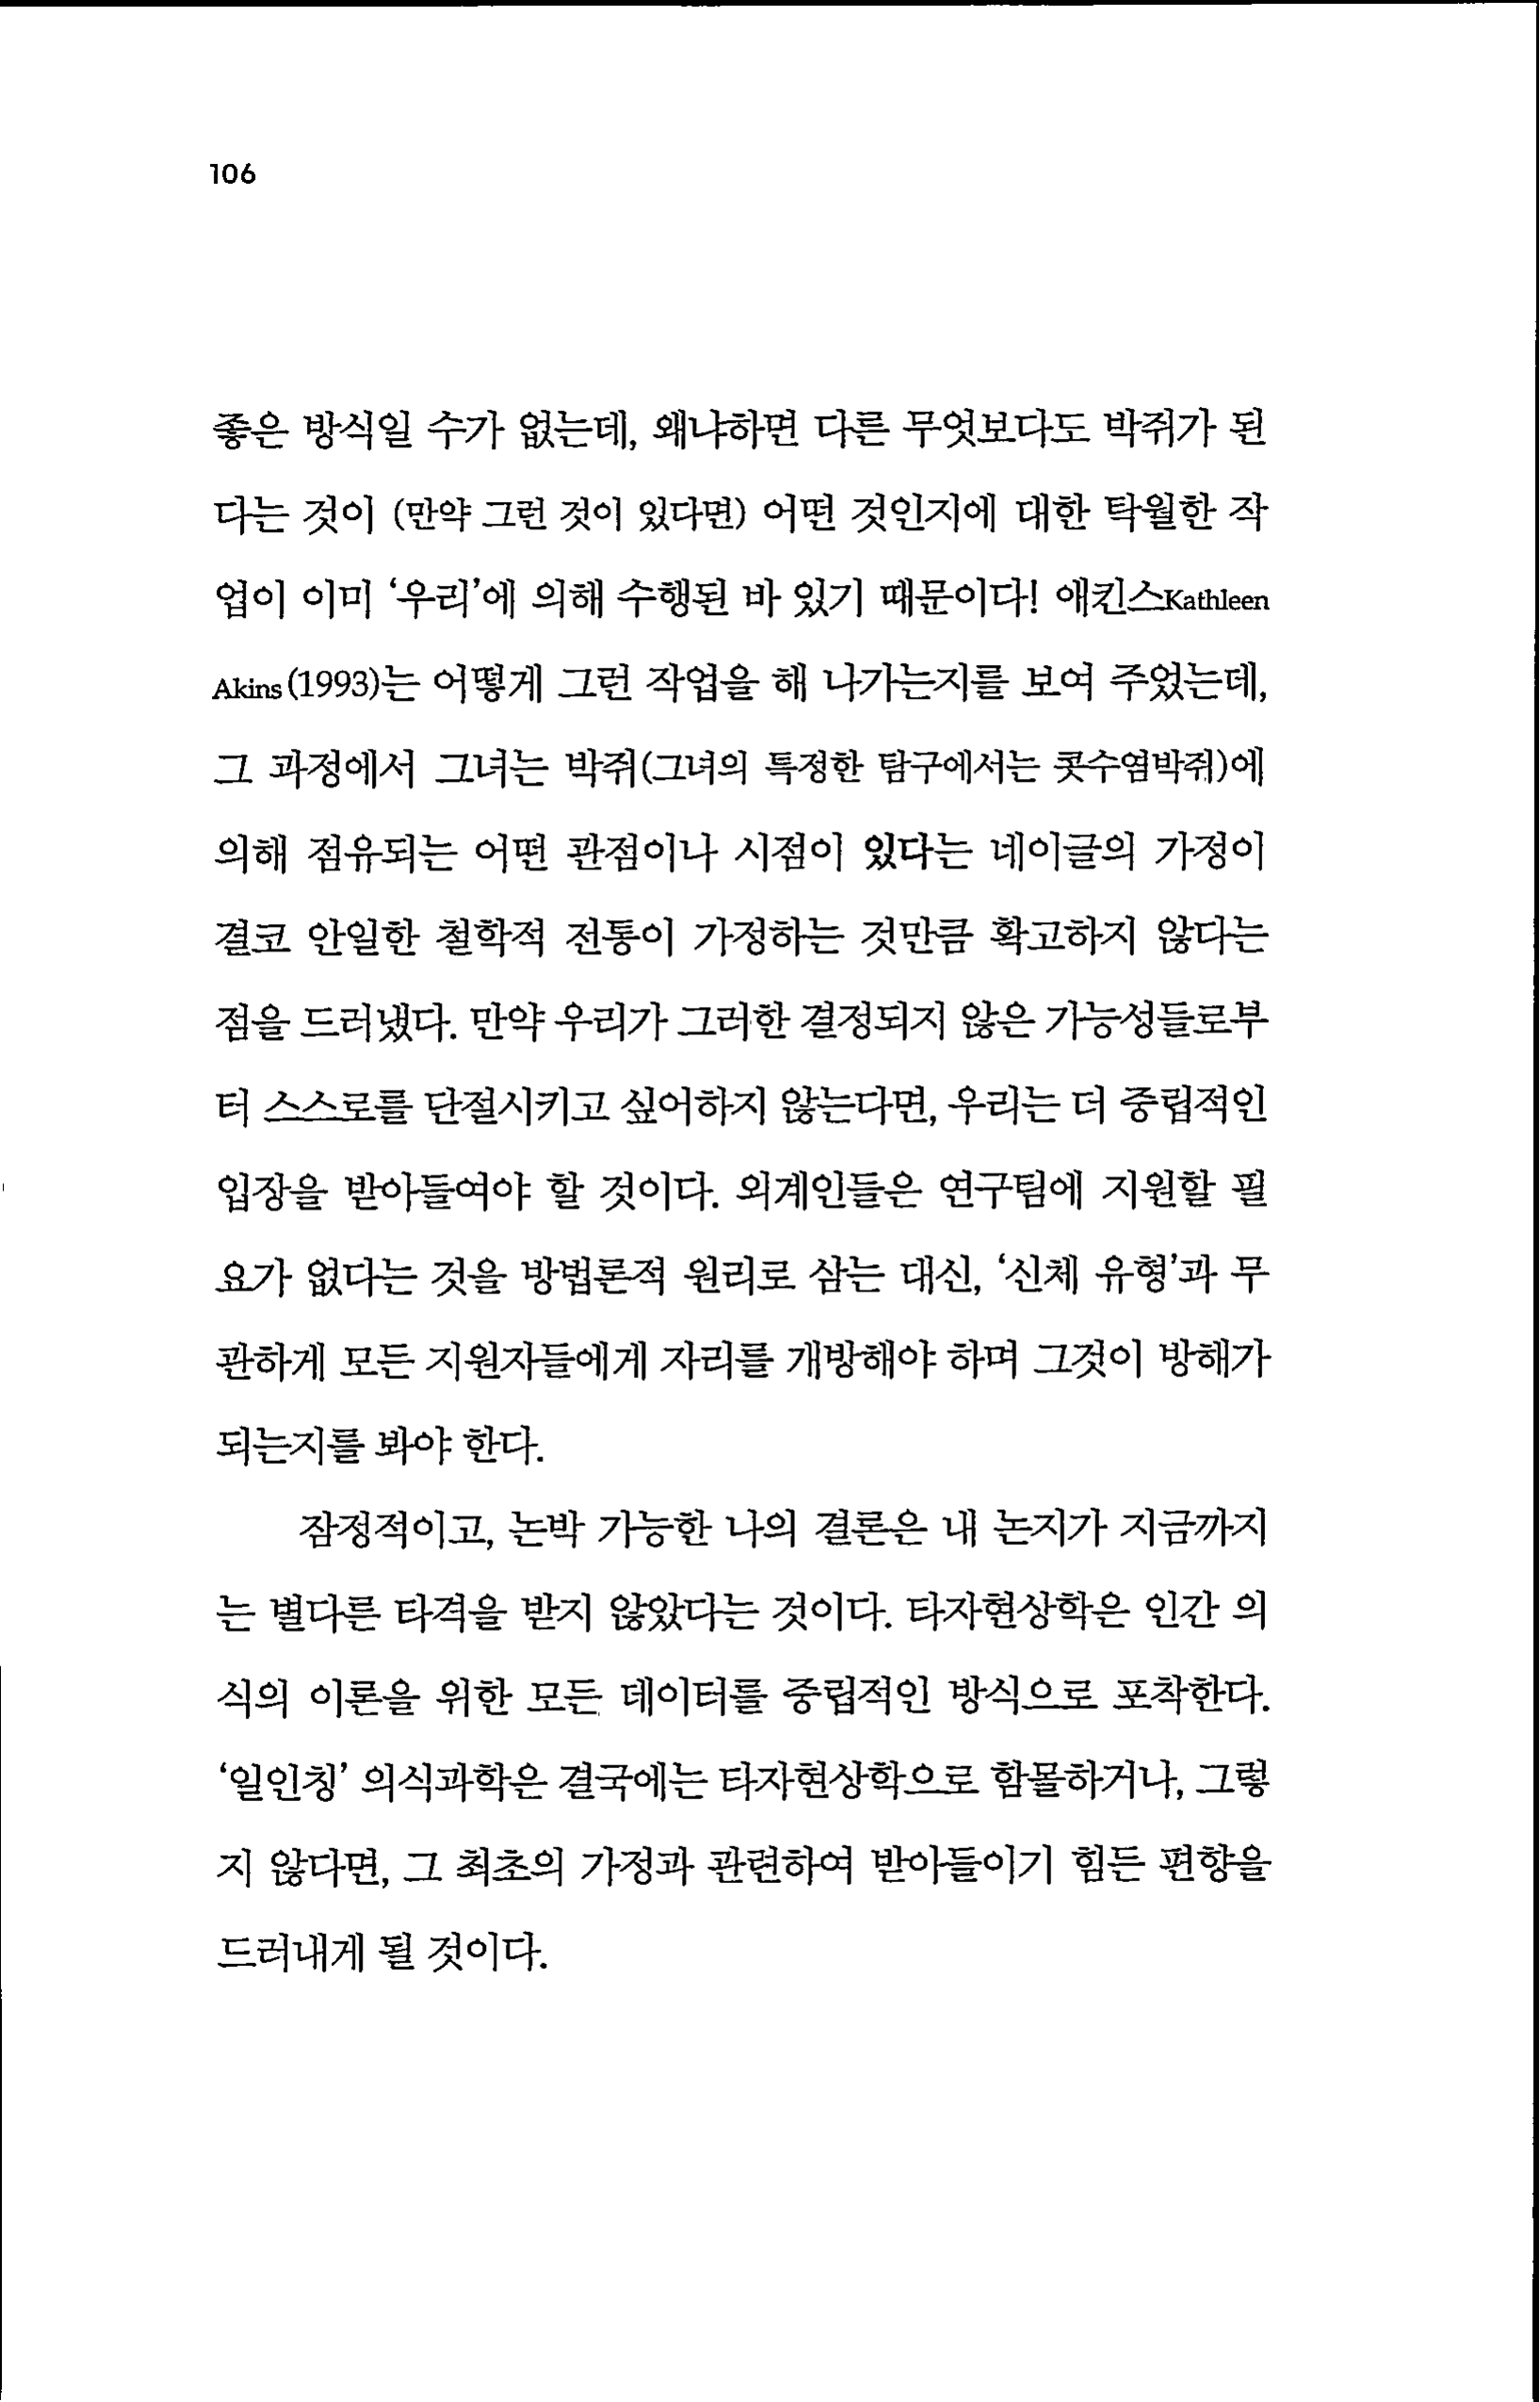 106
좋은 방식일 수가 없는데, 왜냐하면 다른 무엇보다도 박쥐가 된
다는 것이 (만약 그런 것이 있다면) 어떤 것인지에 대한 탁월한 작
업이 이미 ‘우리’에 의해 수행된 바 있기 때문이다! 애킨스Kathleen
Akins(1993)는 어떻게 그런 작업을 해 나가는지를 보여 주었는데,
그 과정에서 그녀는 박쥐(그녀의 특정한 탐구에서는 콧수염박쥐)에
의해 점유되는 어떤 관점이나 시점이 있다는 네이글의 가정이
결코 안일한 철학적 전통이 가정하는 것만큼 확고하지 않다는
점을 드러냈다. 만약 우리가 그러한 결정되지 않은 가능성들로부
터 스스로를 단절시키고 싶어하지 않는다면, 우리는 더 중립적인
입장을 받아들여야 할 것이다. 외계인들은 연구팀에 지원할 필
요가 없다는 것을 방법론적 원리로 삼는 대신, ‘신체 유형’과 무
관하게 모든 지원자들에게 자리를 개방해야 하며 그것이 방해가
되는지를 봐야 한다.
잠정적이고, 논박 가능한 나의 결론은 내 논지가 지금까지
는 별다른 타격을 받지 않았다는 것이다. 타자현상학은 인간 의
식의 이론을 위한 모든 데이터를 중립적인 방식으로 포착한다.
‘일인칭’ 의식과학은 결국에는 타자현상학으로 함몰하거나, 그렇
지 않다면, 그 최초의 가정과 관련하여 받아들이기 힘든 편향을
드러내게 될 것이다.